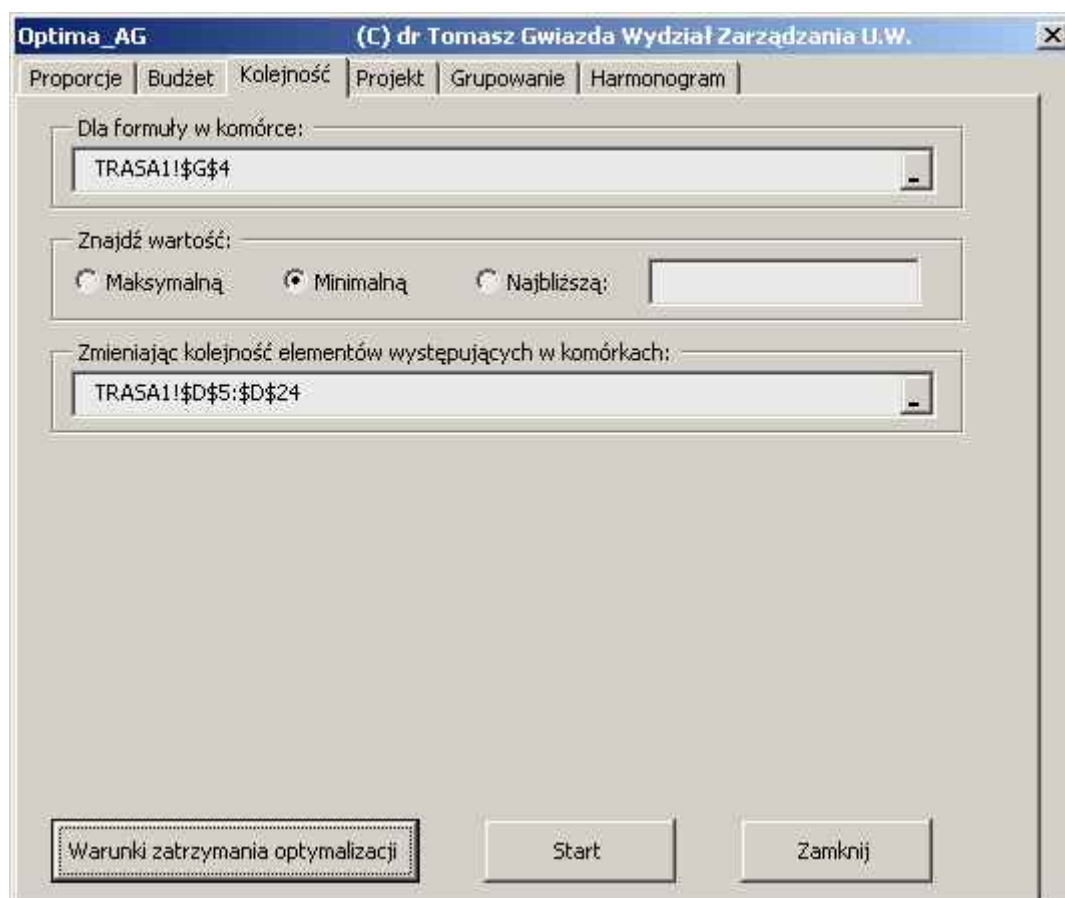 Optima_AG (C) dr Tomasz Gwiazda Wydział Zarządzania U.W.
Proporcje Budżet Kolejność Projekt Grupowanie Harmonogram
Dla formuły w komórce:
TRASA1!$G$4
Znajdź wartość:
Maksymalną Minimalną Najbliższą:
Zmieniając kolejność elementów występujących w komórkach:
TRASA1!$D$5:$D$24
Warunki zatrzymania optymalizacji Start Zamknij